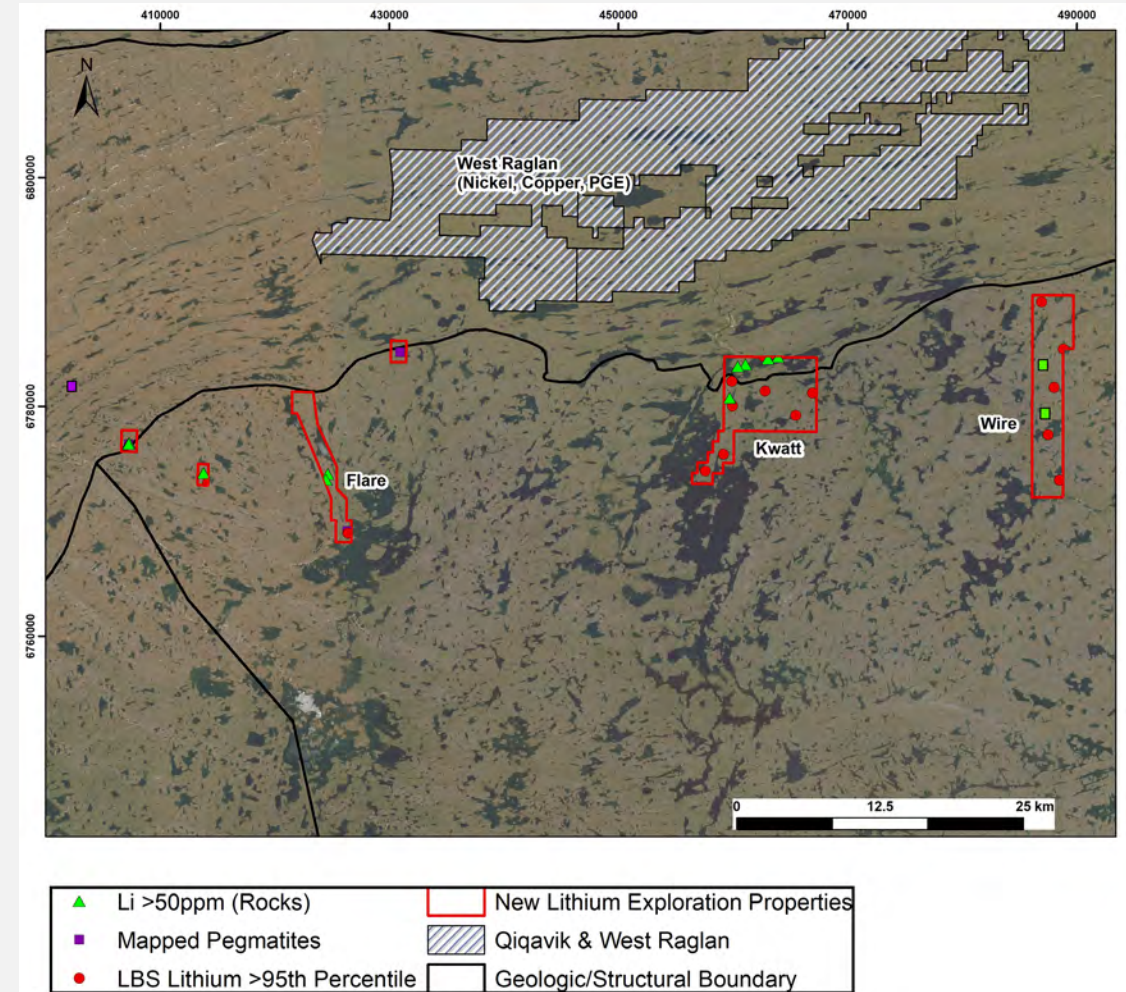 410000 430000 450000 470000 490000
N
6800000
West Raglan
(Nickel, Copper, PGE)
6780000
Wire
Kwatt
Flare
6760000
0 12.5 25 km
Li >50ppm (Rocks)
New Lithium Exploration Properties
Mapped Pegmatites
Qiqavik & West Raglan
LBS Lithium >95th Percentile
Geologic/Structural Boundary